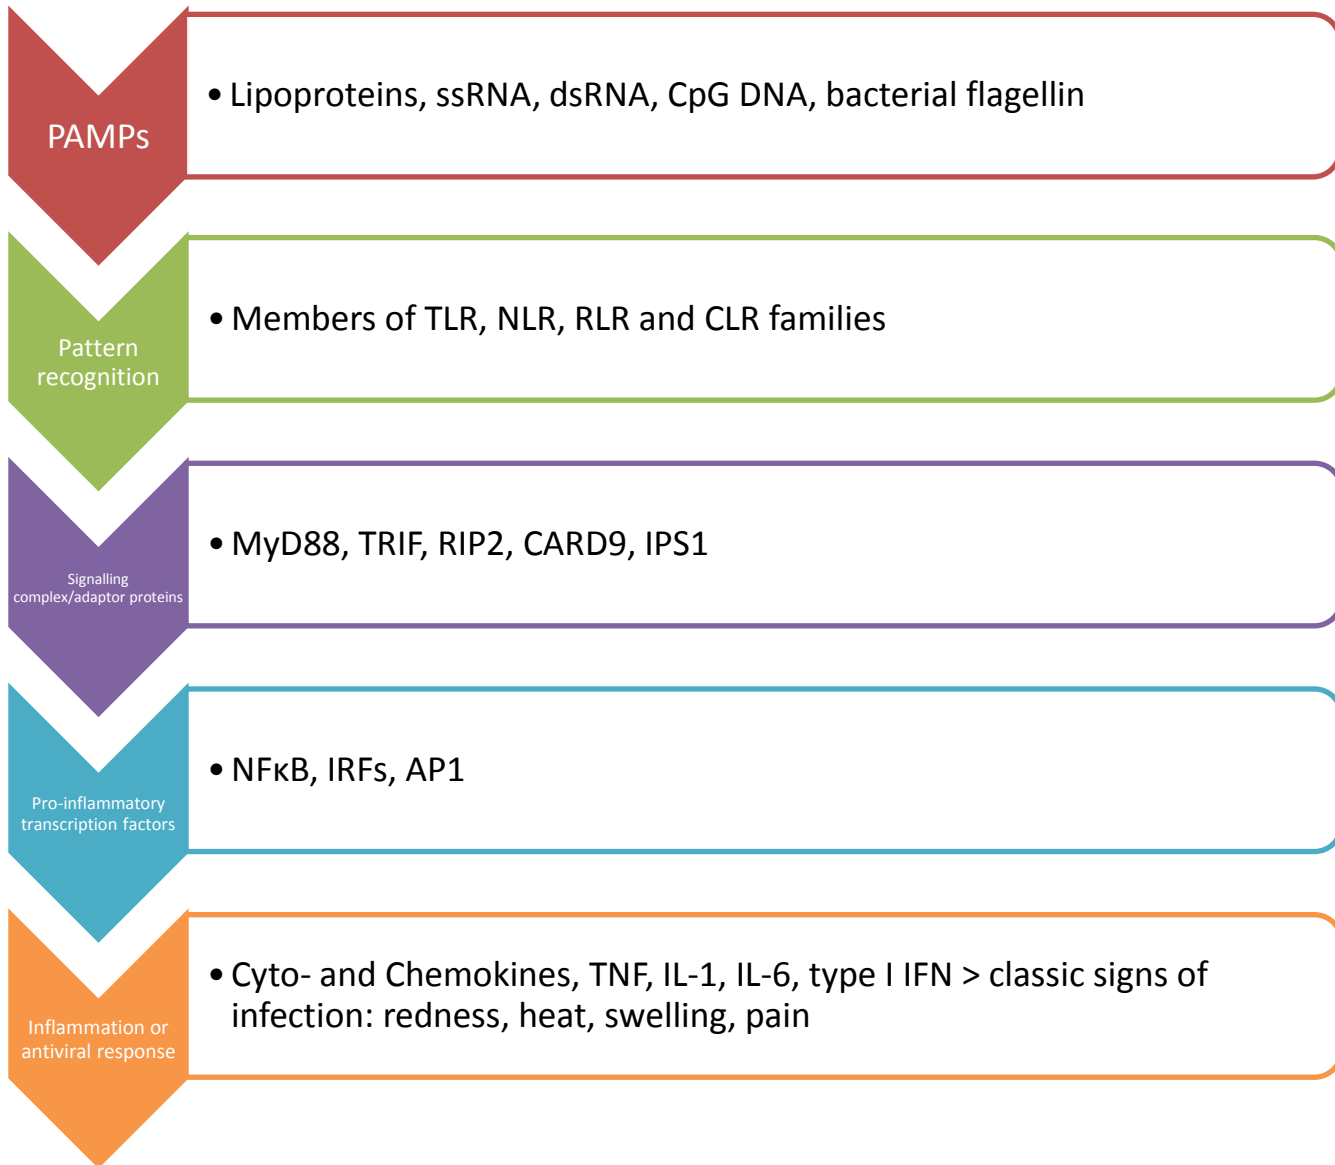 PAMPs
• Lipoproteins, ssRNA, dsRNA, CpG DNA, bacterial flagellin
Pattern
recognition
• Members of TLR, NLR, RLR and CLR families
Signalling
complex/adaptor proteins
• MyD88, TRIF, RIP2, CARD9, IPS1
Pro-inflammatory
transcription factors
• NFκB, IRFs, AP1
Inflammation or
antiviral response
• Cyto- and Chemokines, TNF, IL-1, IL-6, type I IFN > classic signs of
infection: redness, heat, swelling, pain